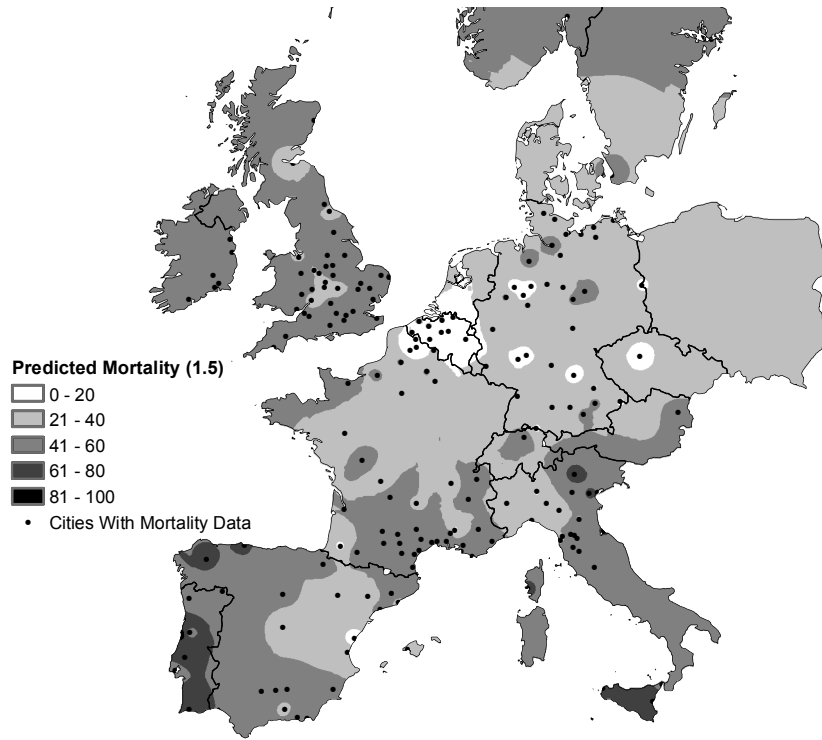 Predicted Mortality (1.5)
0 - 20
21 - 40
41 - 60
61 - 80
81 - 100
Cities With Mortality Data